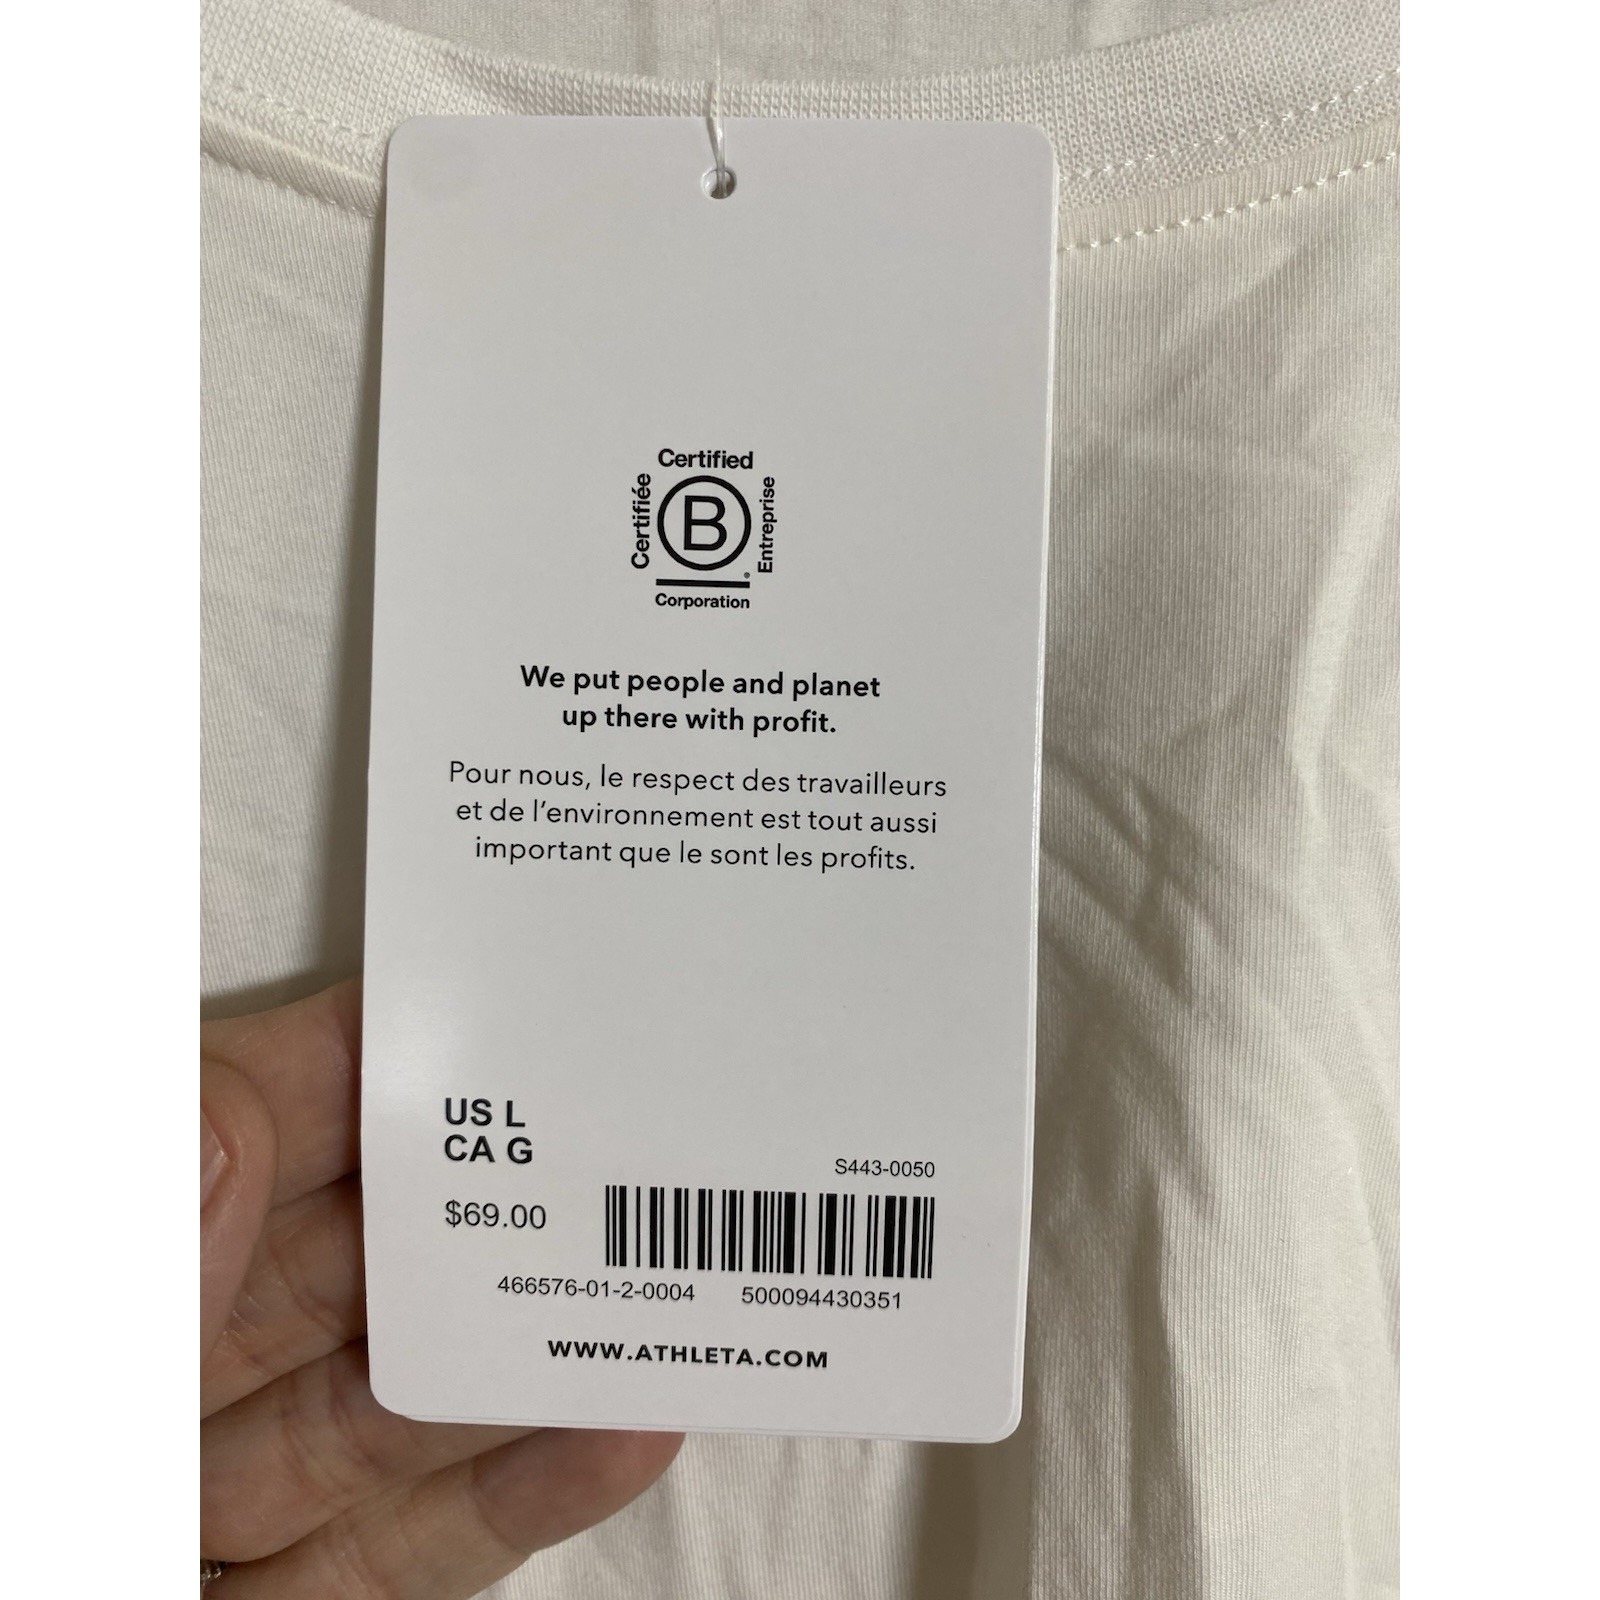 Certified
Certifiée
B
Entreprise
®
Corporation
We put people and planet
up there with profit.
Pour nous, le respect des travailleurs
et de l'environnement est tout aussi
important que le sont les profits.
US L
CA G
S443-0050
$69.00
466576-01-2-0004 500094430351
WWW.ATHLETA.COM